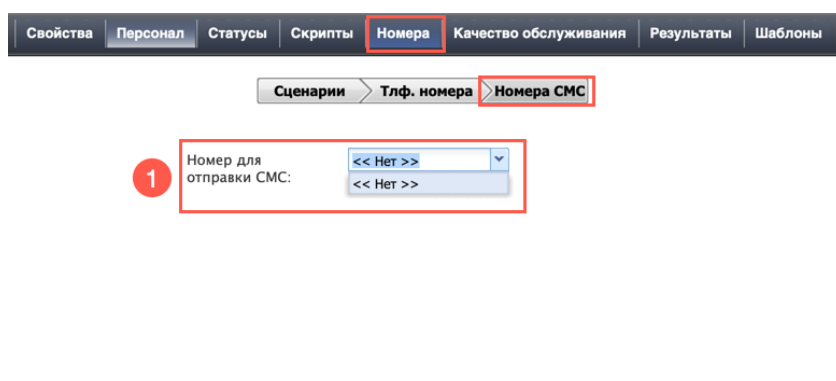 Свойства Персонал Статусы Скрипты Номера Качество обслуживания Результаты Шаблоны
Сценарии Тлф. номера Номера СМС
Номер для << Нет >>
1 отправки СМС: << Нет >>